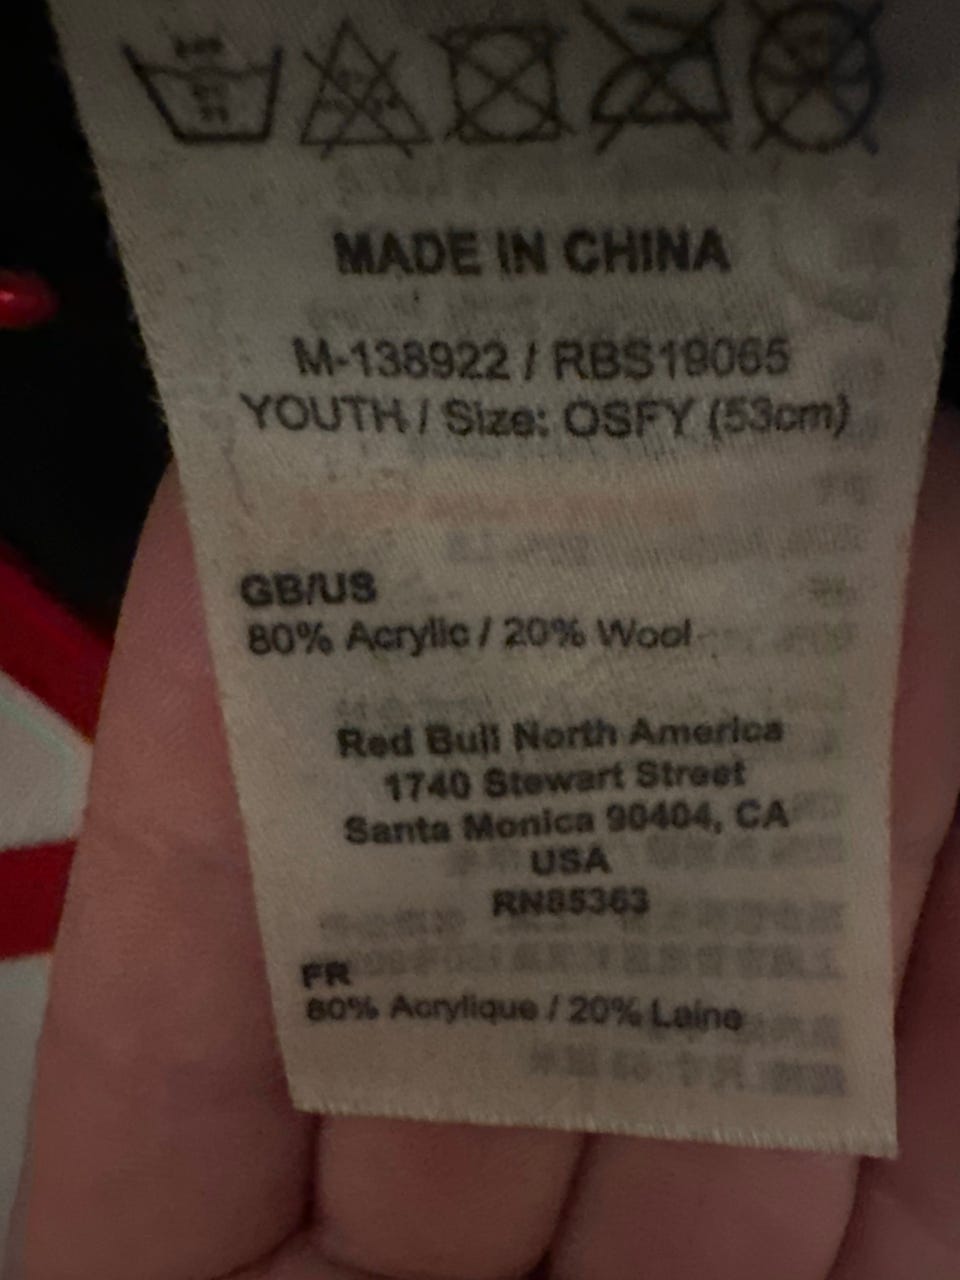 MADE IN CHINA
M-138922 / RBS19065
YOUTH / Size: OSFY (53cm)
GB/US
80% Acrylic / 20% Wool
Red Bull North America
1740 Stewart Street
Santa Monica 90404, CA
USA
RN85363
FR
80% Acrylique / 20% Laine